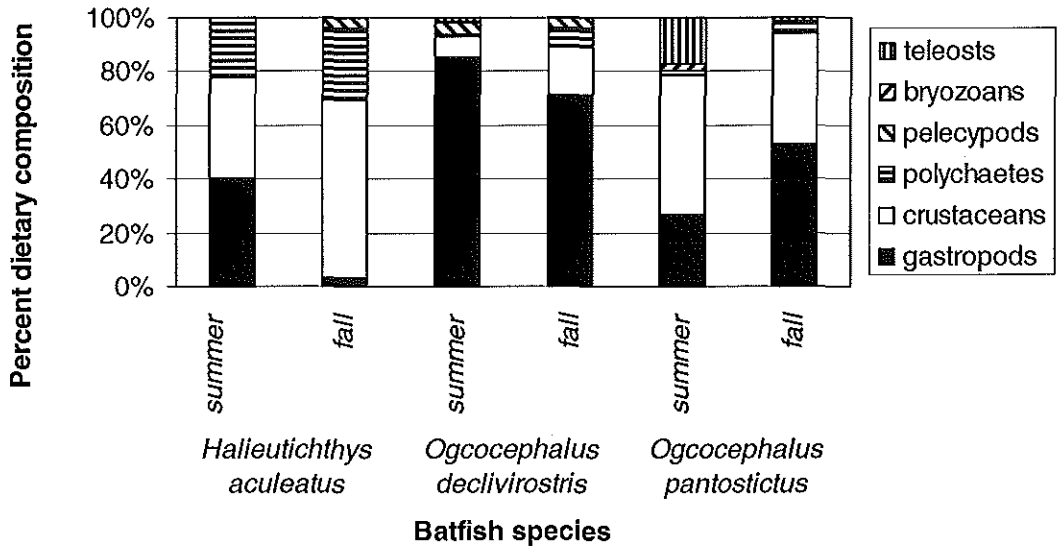 Percent dietary composition
100%
80%
60%
40%
20%
0%
summer
fall
summer
fall
summer
fall
Halieutichthys
aculeatus
Ogcocephalus
declivirostris
Ogcocephalus
pantostictus
Batfish species
teleosts
bryozoans
pelecypods
polychaetes
crustaceans
gastropods